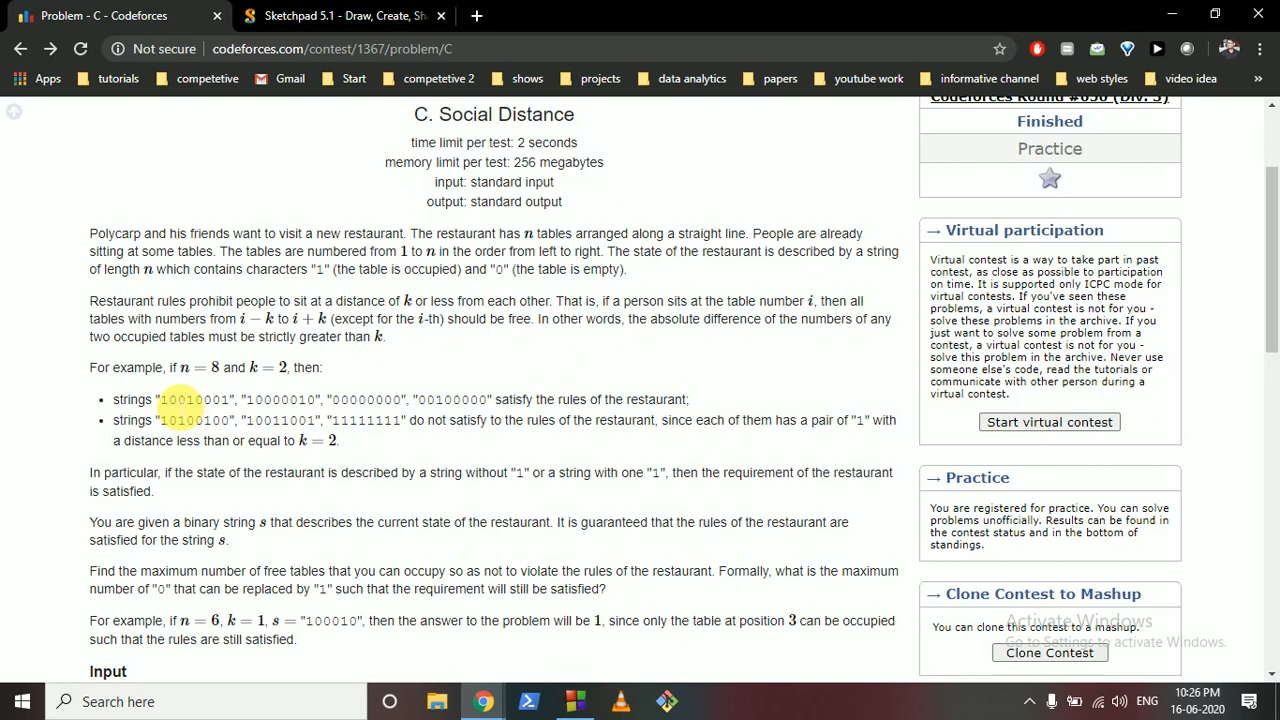 Problem - C - Codeforces
Sketchpad 5.1 - Draw, Create, Sha
Not secure codeforces.com/contest/1367/problem/C
Apps tutorials competetive Gmail Start competetive 2 shows projects data analytics papers youtube work informative channel web styles video idea »
C. Social Distance
time limit per test: 2 seconds
memory limit per test: 256 megabytes
input: standard input
output: standard output
Polycarp and his friends want to visit a new restaurant. The restaurant has n tables arranged along a straight line. People are already
sitting at some tables. The tables are numbered from 1 to n in the order from left to right. The state of the restaurant is described by a string
of length n which contains characters "1" (the table is occupied) and "0" (the table is empty).
Restaurant rules prohibit people to sit at a distance of k or less from each other. That is, if a person sits at the table number i, then all
tables with numbers from i − k to i + k (except for the i-th) should be free. In other words, the absolute difference of the numbers of any
two occupied tables must be strictly greater than k.
For example, if n = 8 and k = 2, then:
• strings "10010001", "10000010", "00000000", "00100000" satisfy the rules of the restaurant;
• strings "10100100", "10011001", "11111111" do not satisfy to the rules of the restaurant, since each of them has a pair of "1" with
a distance less than or equal to k = 2.
In particular, if the state of the restaurant is described by a string without "1" or a string with one "1", then the requirement of the restaurant
is satisfied.
You are given a binary string s that describes the current state of the restaurant. It is guaranteed that the rules of the restaurant are
satisfied for the string s.
Find the maximum number of free tables that you can occupy so as not to violate the rules of the restaurant. Formally, what is the maximum
number of "0" that can be replaced by "1" such that the requirement will still be satisfied?
For example, if n = 6, k = 1, s = "100010", then the answer to the problem will be 1, since only the table at position 3 can be occupied
such that the rules are still satisfied.
Input
Codeforces Round #650 (Div. 3)
Finished
Practice
→ Virtual participation
Virtual contest is a way to take part in past
contest, as close as possible to participation
on time. It is supported only ICPC mode for
virtual contests. If you've seen these
problems, a virtual contest is not for you -
solve these problems in the archive. If you
just want to solve some problem from a
contest, a virtual contest is not for you -
solve this problem in the archive. Never use
someone else's code, read the tutorials or
communicate with other person during a
virtual contest.
Start virtual contest
→ Practice
You are registered for practice. You can solve
problems unofficially. Results can be found in
the contest status and in the bottom of
standings.
→ Clone Contest to Mashup
You can clone this contest to a mashup.
Clone Contest
Activate Windows
Go to Settings to activate Windows.
Type here to search
ENG
10:26 PM
16-06-2020